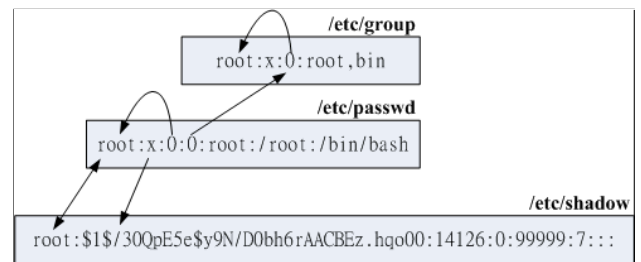 /etc/group
root:x:0:root,bin
/etc/passwd
root:x:0:0:root:/root:/bin/bash
/etc/shadow
root:$1$/30QpE5e$y9N/D0bh6rAACBEz.hqo00:14126:0:99999:7:::